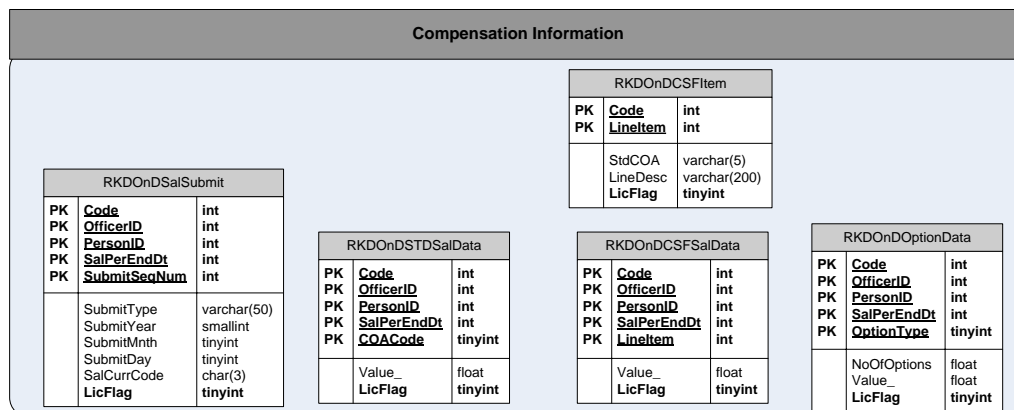 Compensation Information
RKDOnDCSFItem
PK Code int
PK LineItem int
StdCOA varchar(5)
LineDesc varchar(200)
LicFlag tinyint
RKDOnDSalSubmit
PK Code int
PK OfficerID int
PK PersonID int
PK SalPerEndDt int
PK SubmitSeqNum int
SubmitType varchar(50)
SubmitYear smallint
SubmitMnth tinyint
SubmitDay tinyint
SalCurrCode char(3)
LicFlag tinyint
RKDOnDSTDSalData
PK Code int
PK OfficerID int
PK PersonID int
PK SalPerEndDt int
PK COACode tinyint
Value_ float
LicFlag tinyint
RKDOnDCSFSalData
PK Code int
PK OfficerID int
PK PersonID int
PK SalPerEndDt int
PK LineItem int
Value_ float
LicFlag tinyint
RKDOnDOptionData
PK Code int
PK OfficerID int
PK PersonID int
PK SalPerEndDt int
PK OptionType tinyint
NoOfOptions float
Value_ float
LicFlag tinyint